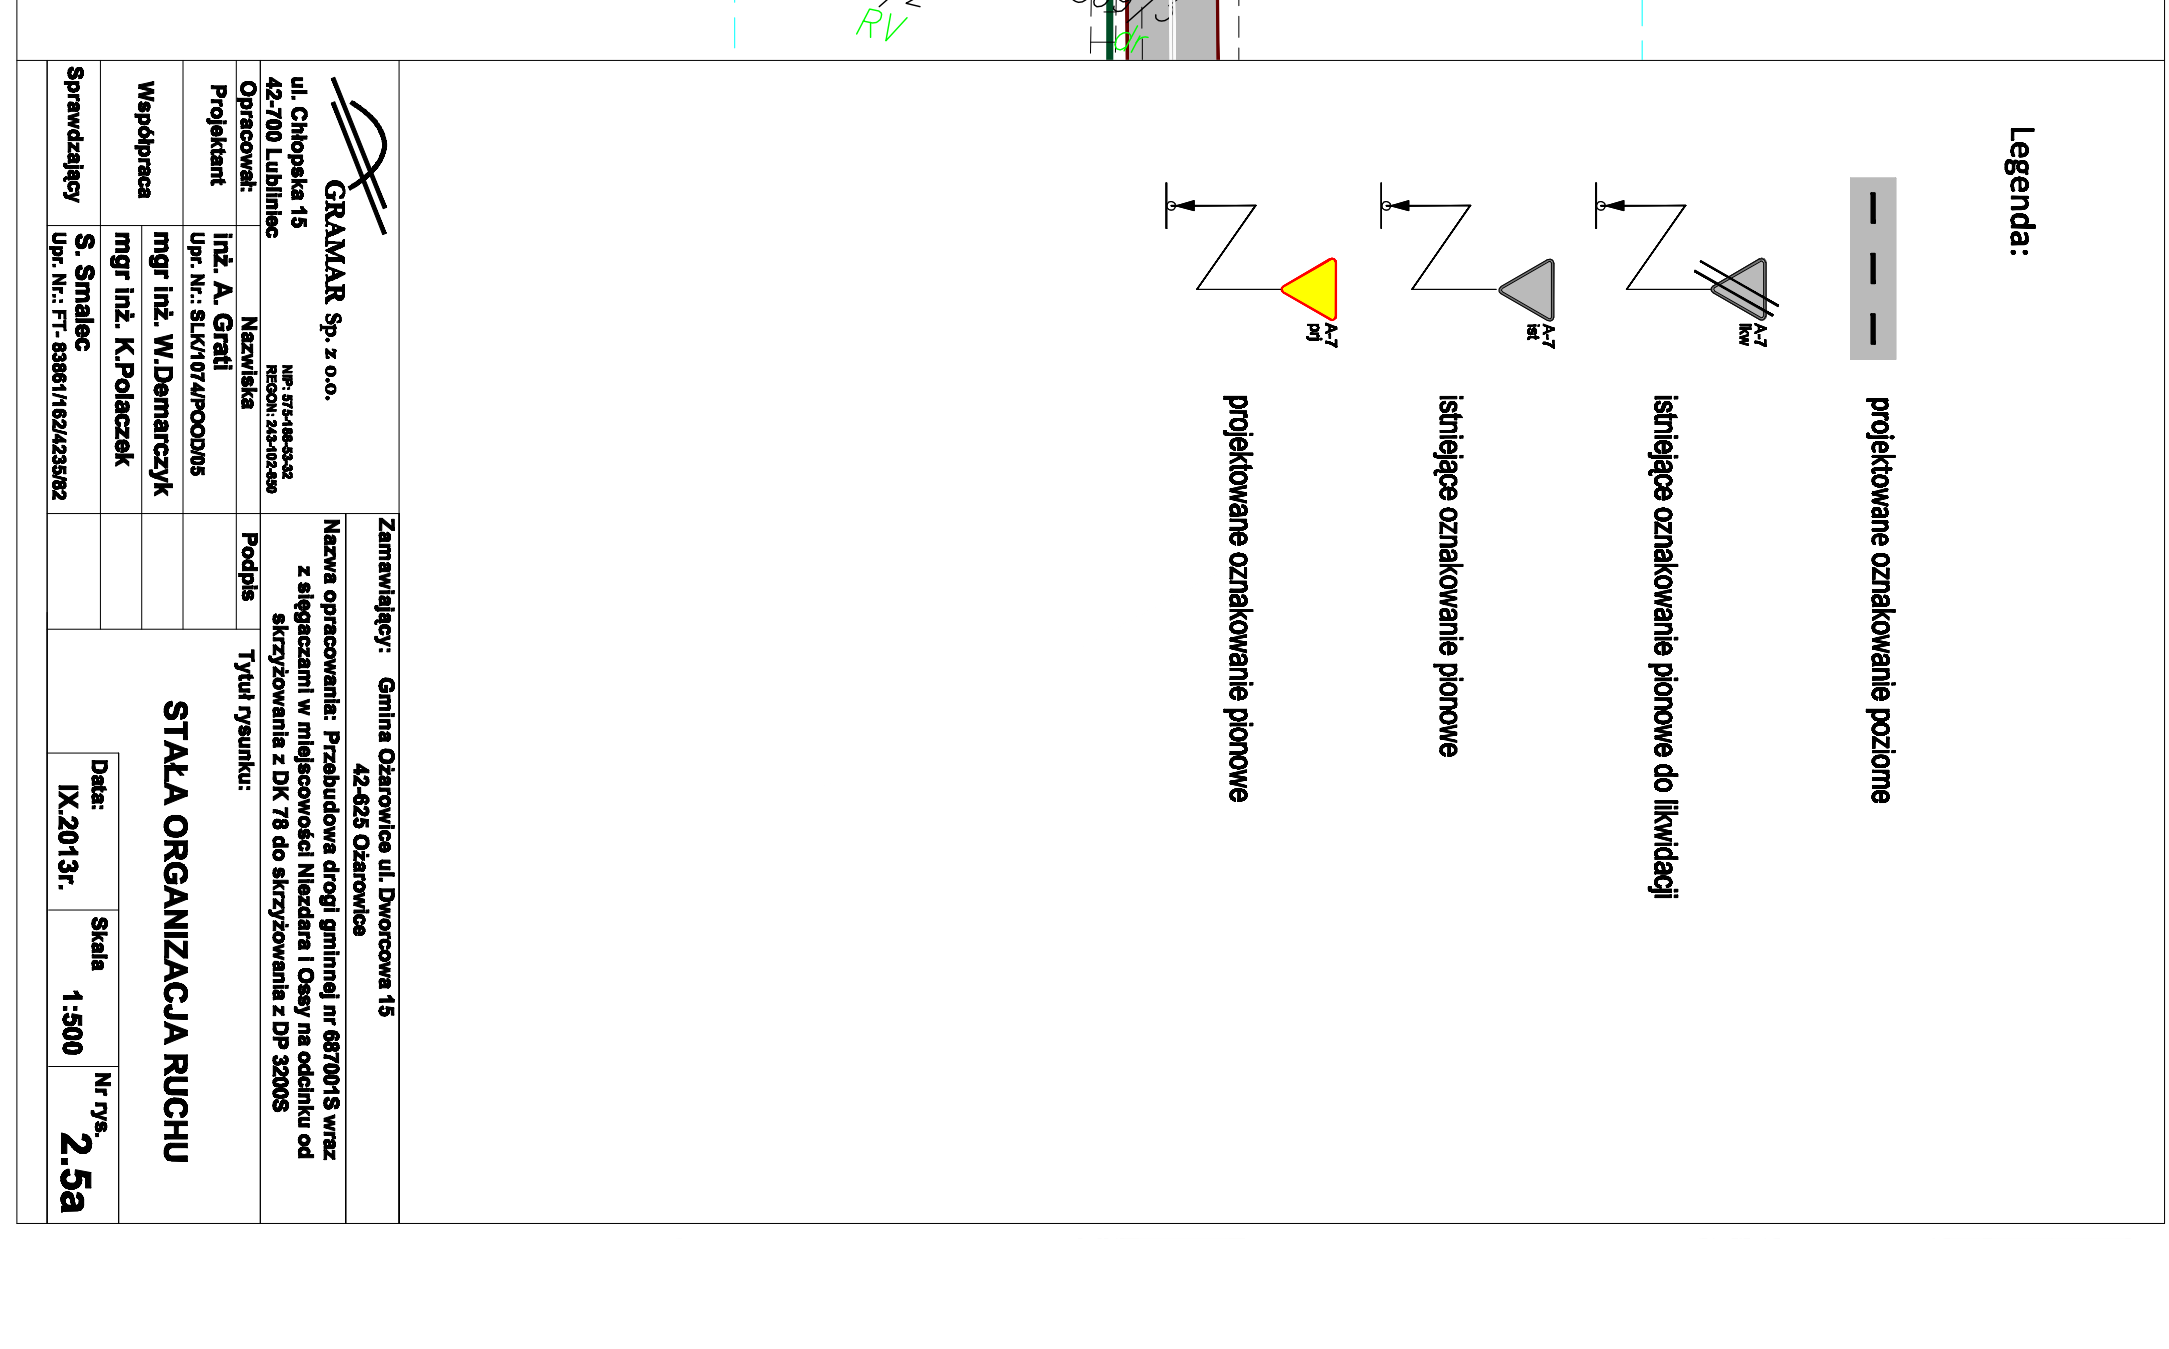 RV
dr
Legenda:
projektowane oznakowanie poziome
A-7
lkw
istniejące oznakowanie pionowe do likwidacji
A-7
ist
istniejące oznakowanie pionowe
A-7
prj
projektowane oznakowanie pionowe
GRAMAR Sp. z o.o.
ul. Chłopska 15
42-700 Lubliniec
NIP: 575-188-53-32
REGON: 243-102-850
Zamawiający: Gmina Ożarowice ul. Dworcowa 15
42-625 Ożarowice
Nazwa opracowania: Przebudowa drogi gminnej nr 687001S wraz
z sięgaczami w miejscowości Niezdara i Ossy na odcinku od
skrzyżowania z DK 78 do skrzyżowania z DP 3200S
Opracował: Nazwiska Podpis
Projektant inż. A. Grati
Upr. Nr.: SLK/1074/POOD/05
Współpraca mgr inż. W.Demarczyk
mgr inż. K.Polaczek
Sprawdzający S. Smalec
Upr. Nr.: FT- 83861/162/4235/82
Tytuł rysunku:
STAŁA ORGANIZACJA RUCHU
Data: IX.2013r.
Skala 1:500
Nr rys. 2.5a